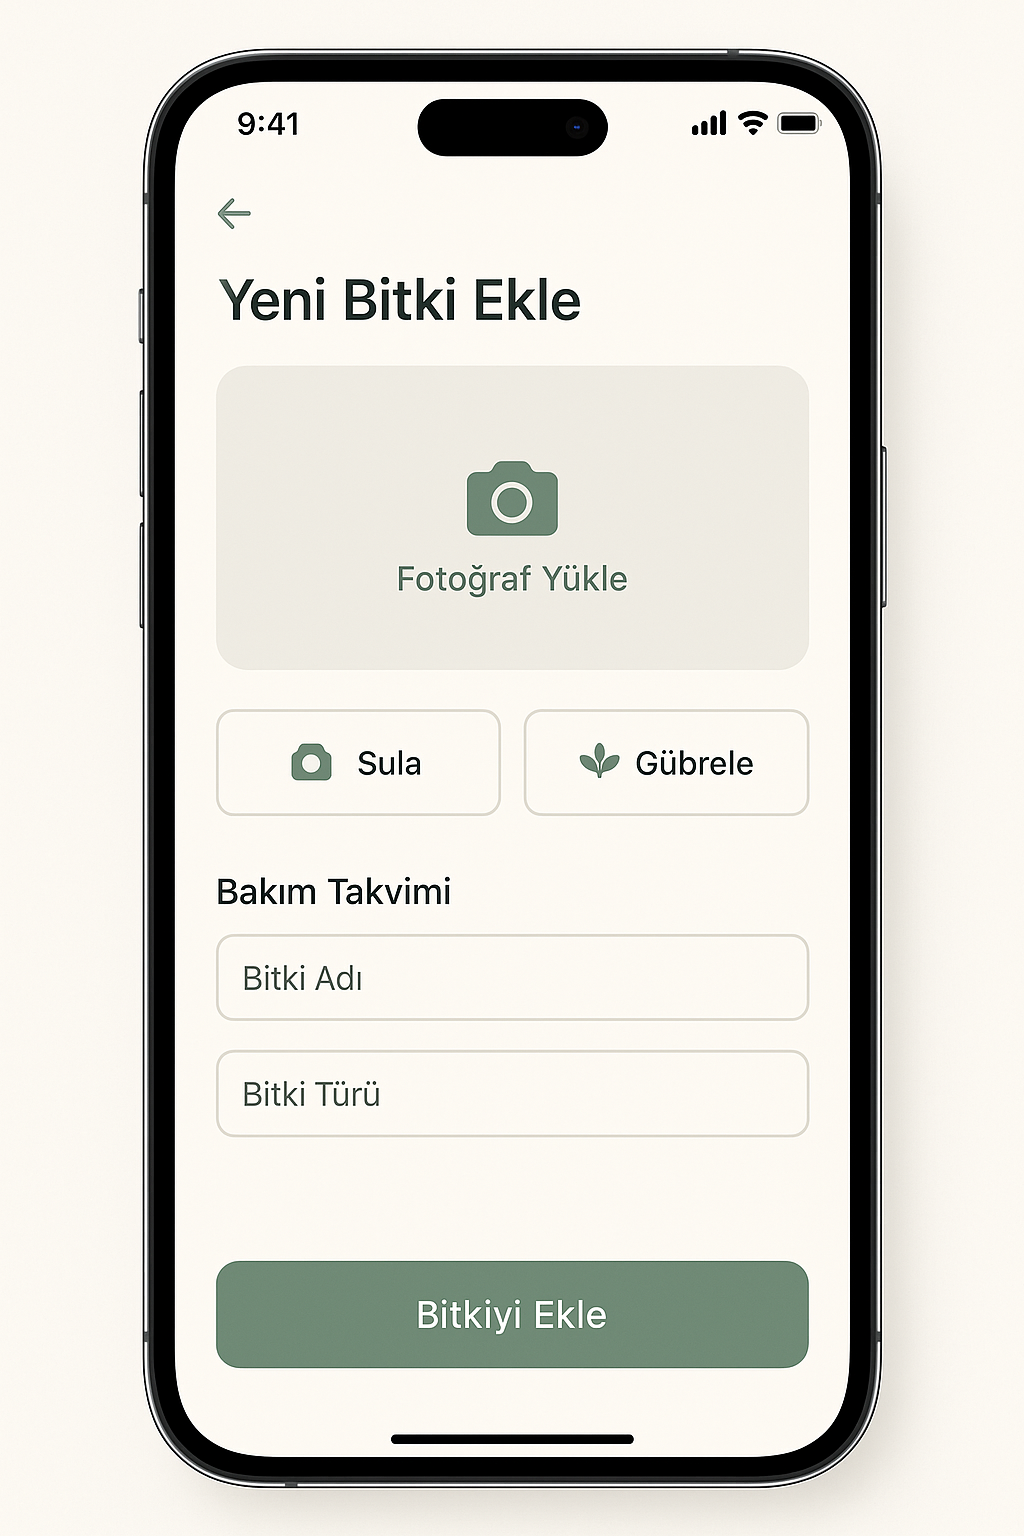 9:41
Yeni Bitki Ekle
Fotoğraf Yükle
Sula
Gübrele
Bakım Takvimi
Bitki Adı
Bitki Türü
Bitkiyi Ekle